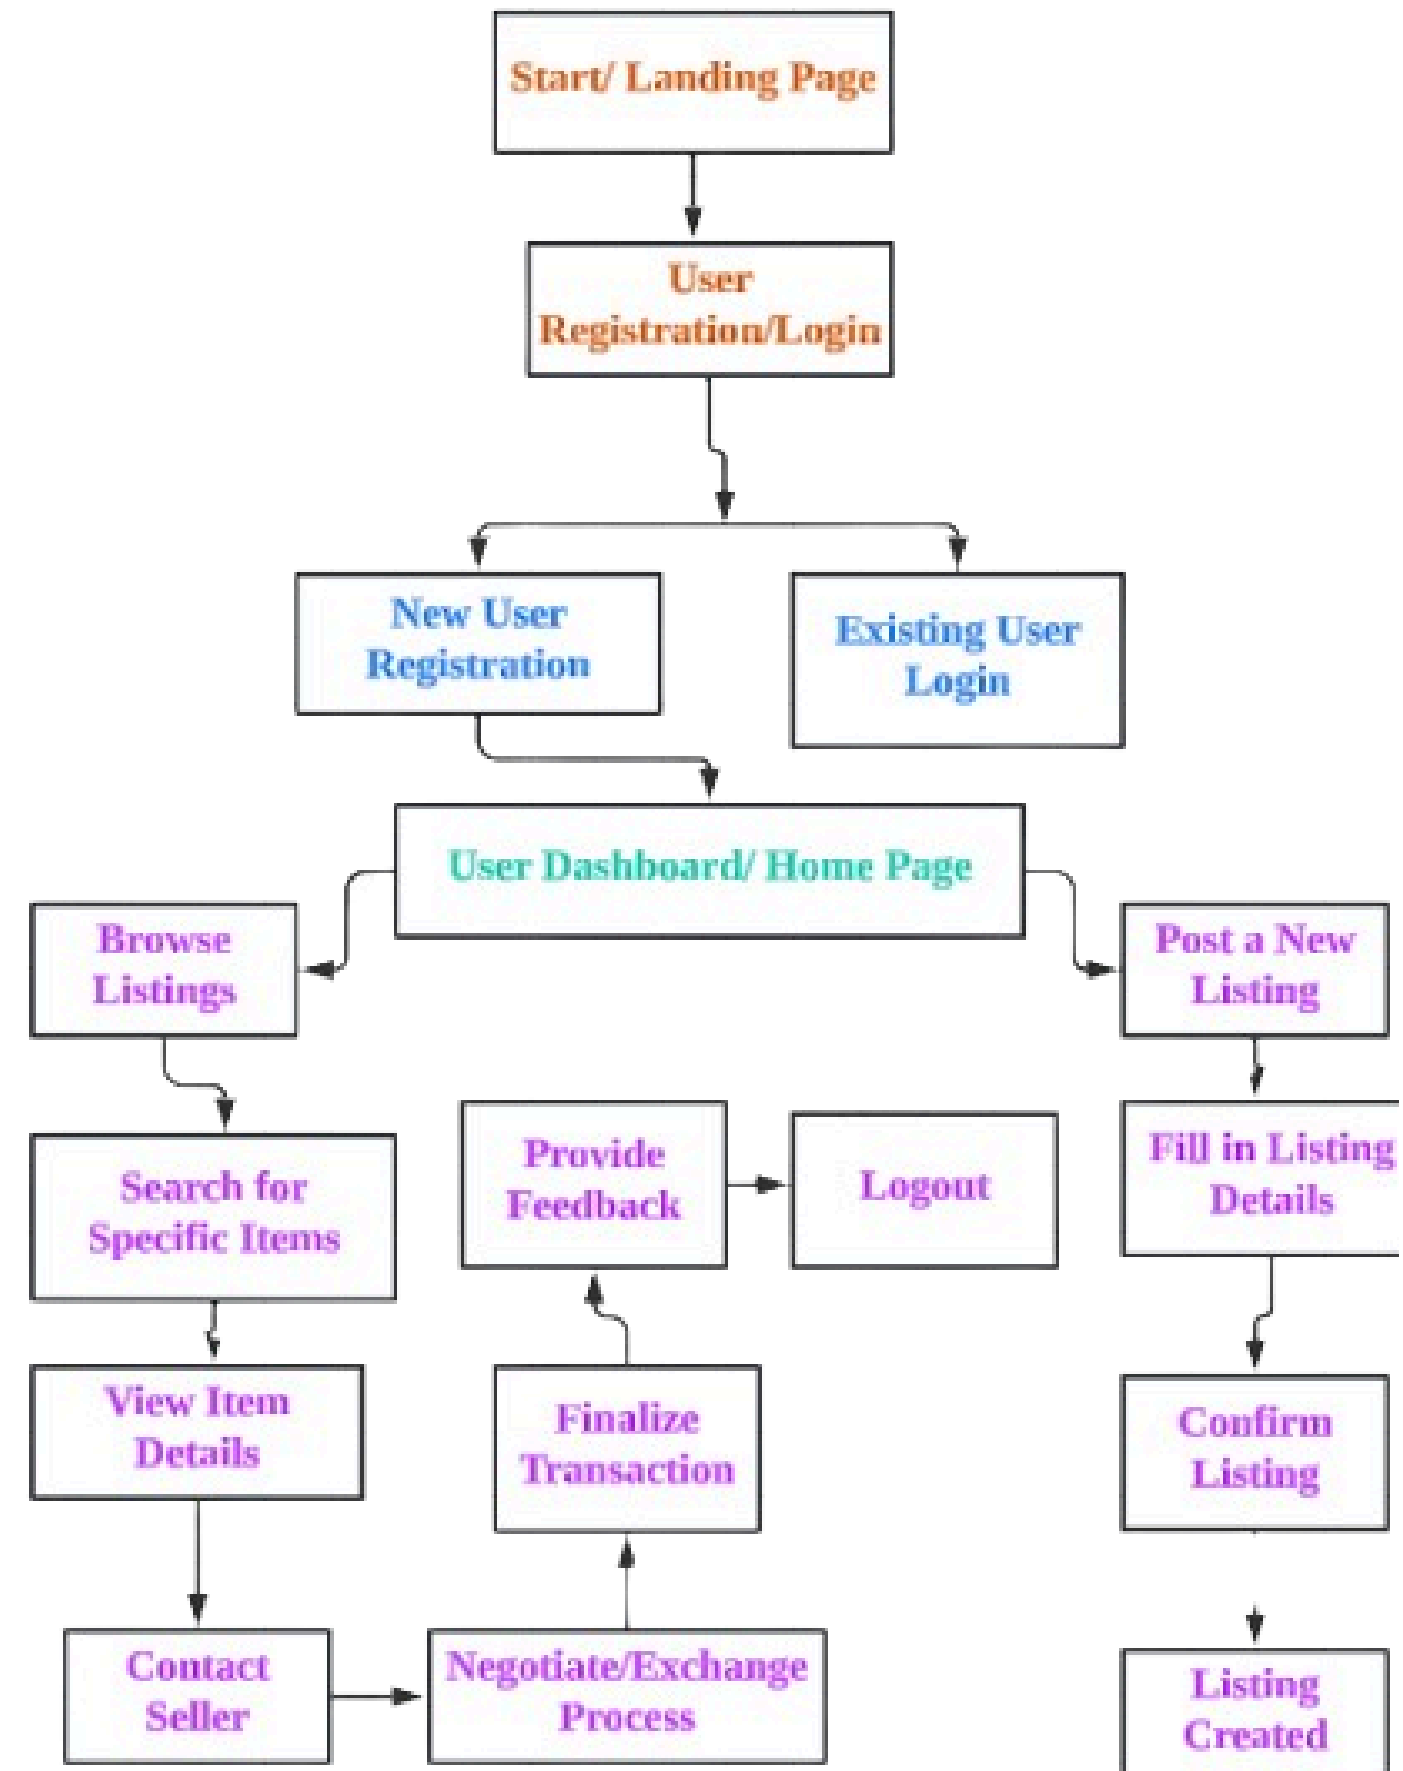 Start/ Landing Page
User
Registration/Login
New User
Registration
Existing User
Login
User Dashboard/ Home Page
Browse
Listings
Post a New
Listing
Search for
Specific Items
Provide
Feedback
Logout
Fill in Listing
Details
View Item
Details
Finalize
Transaction
Confirm
Listing
Contact
Seller
Negotiate/Exchange
Process
Listing
Created